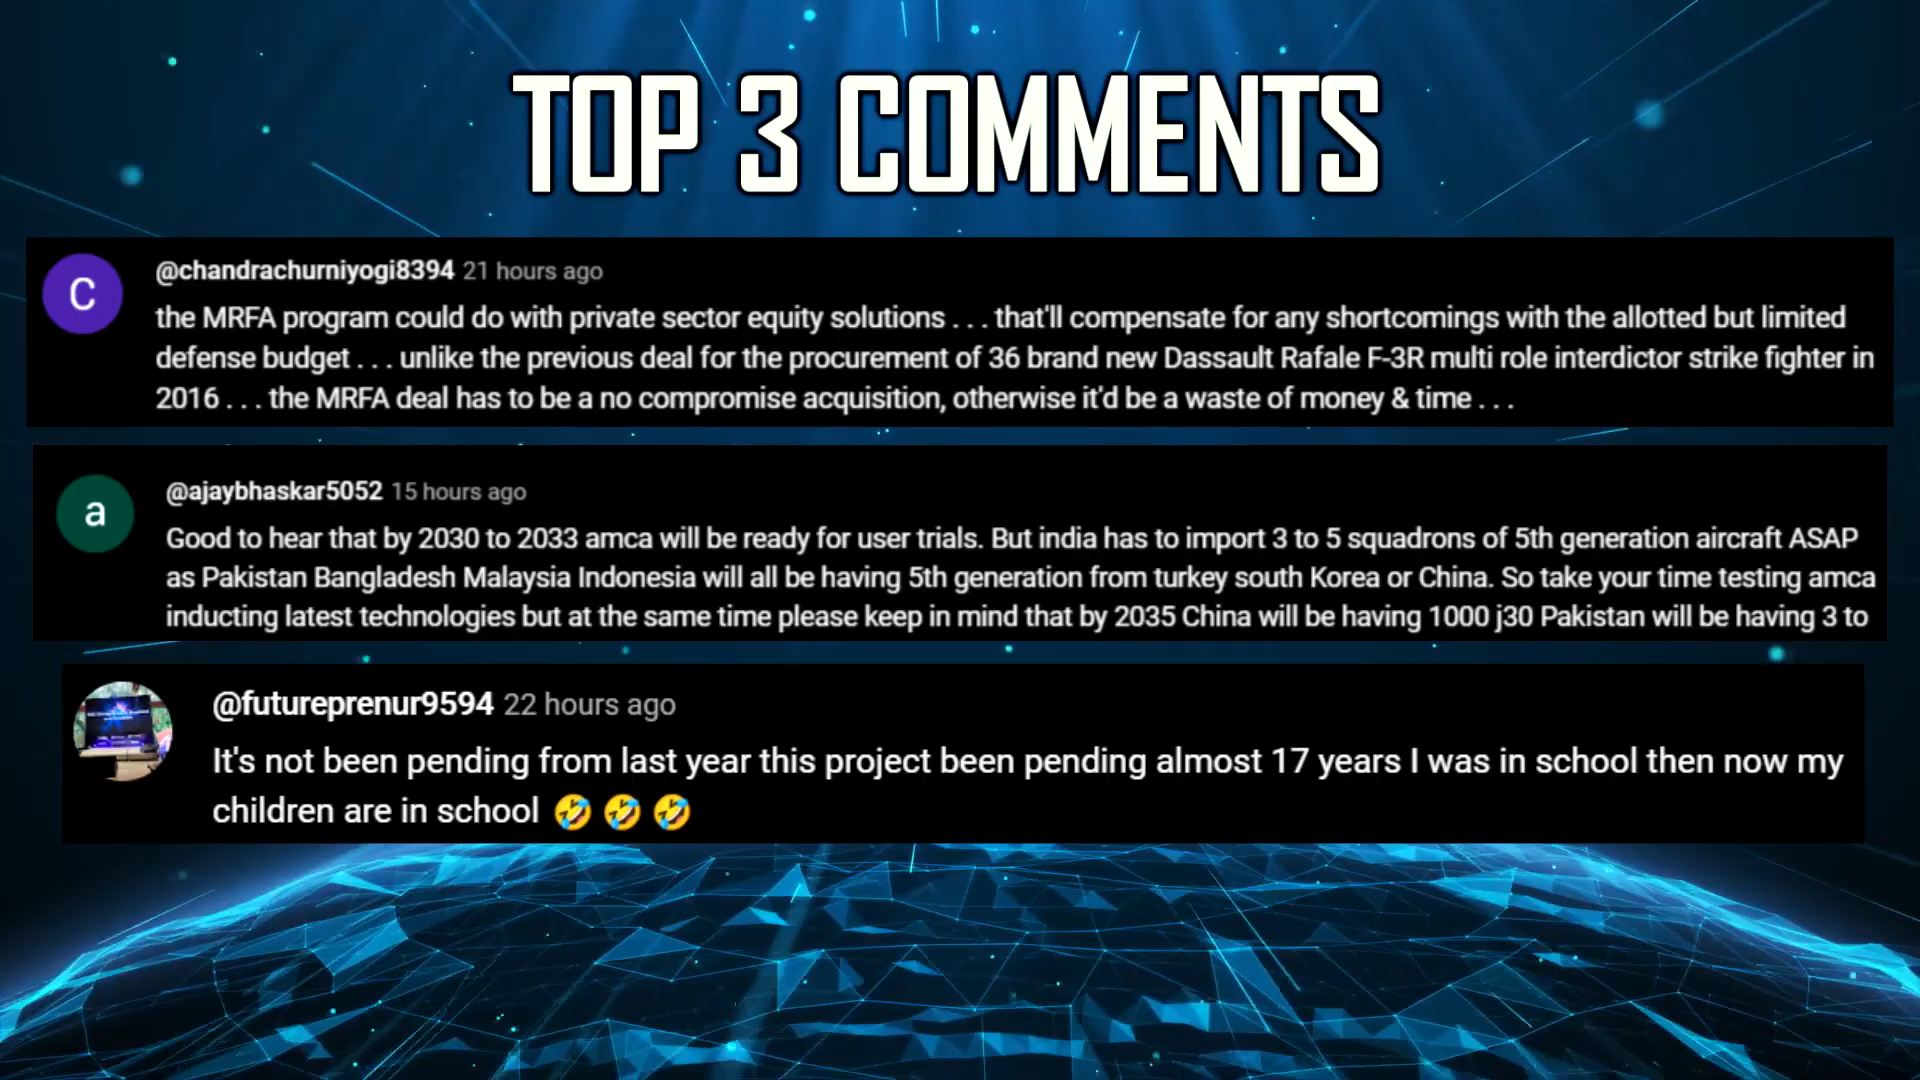 TOP 3 COMMENTS
C
@chandrachurniyogi8394 21 hours ago
the MRFA program could do with private sector equity solutions . . . that'll compensate for any shortcomings with the allotted but limited
defense budget . . . unlike the previous deal for the procurement of 36 brand new Dassault Rafale F-3R multi role interdictor strike fighter in
2016 . . . the MRFA deal has to be a no compromise acquisition, otherwise it'd be a waste of money & time . . .
a
@ajaybhaskar5052 15 hours ago
Good to hear that by 2030 to 2033 amca will be ready for user trials. But india has to import 3 to 5 squadrons of 5th generation aircraft ASAP
as Pakistan Bangladesh Malaysia Indonesia will all be having 5th generation from turkey south Korea or China. So take your time testing amca
inducting latest technologies but at the same time please keep in mind that by 2035 China will be having 1000 j30 Pakistan will be having 3 to
@futureprenur9594 22 hours ago
It's not been pending from last year this project been pending almost 17 years I was in school then now my
children are in school 🤣 🤣 🤣